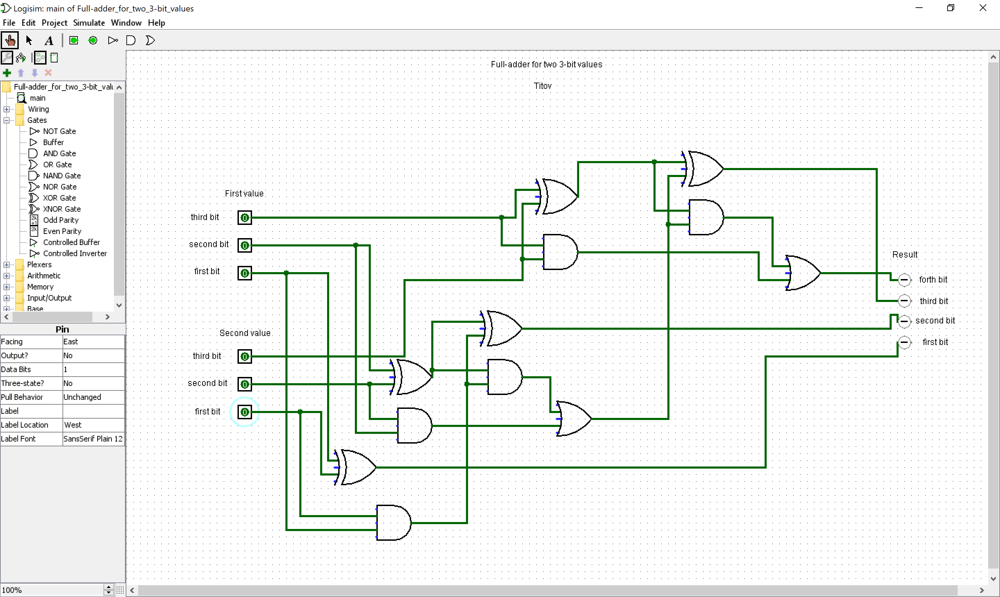 Logisim: main of Full-adder_for_two_3-bit_values
File Edit Project Simulate Window Help
A
Full-adder_for_two_3-bit_valu
main
Wiring
Gates
NOT Gate
Buffer
AND Gate
OR Gate
NAND Gate
NOR Gate
XOR Gate
XNOR Gate
2k+1 Odd Parity
2k Even Parity
Controlled Buffer
Controlled Inverter
Plexers
Arithmetic
Memory
Input/Output
Base
Pin
Facing East
Output? No
Data Bits 1
Three-state? No
Pull Behavior Unchanged
Label
Label Location West
Label Font SansSerif Plain 12
100%
Full-adder for two 3-bit values
Titov
First value
third bit 0
second bit 0
first bit 0
Second value
third bit 0
second bit 0
first bit 0
Result
forth bit
third bit
second bit
first bit